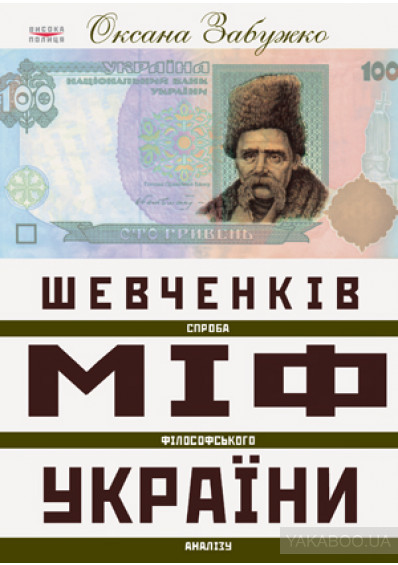 ВИСОКА
ПОЛИЦЯ
Оксана Забужко
УКРАЇНА
НАЦІОНАЛЬНИЙ БАНК
УКРАЇНИ
100
100
СТО ГРИВЕНЬ
ШЕВЧЕНКІВ
СПРОБА
МІФ
ФІЛОСОФСЬКОГО
УКРАЇНИ
АНАЛІЗУ
YAKABOO.UA